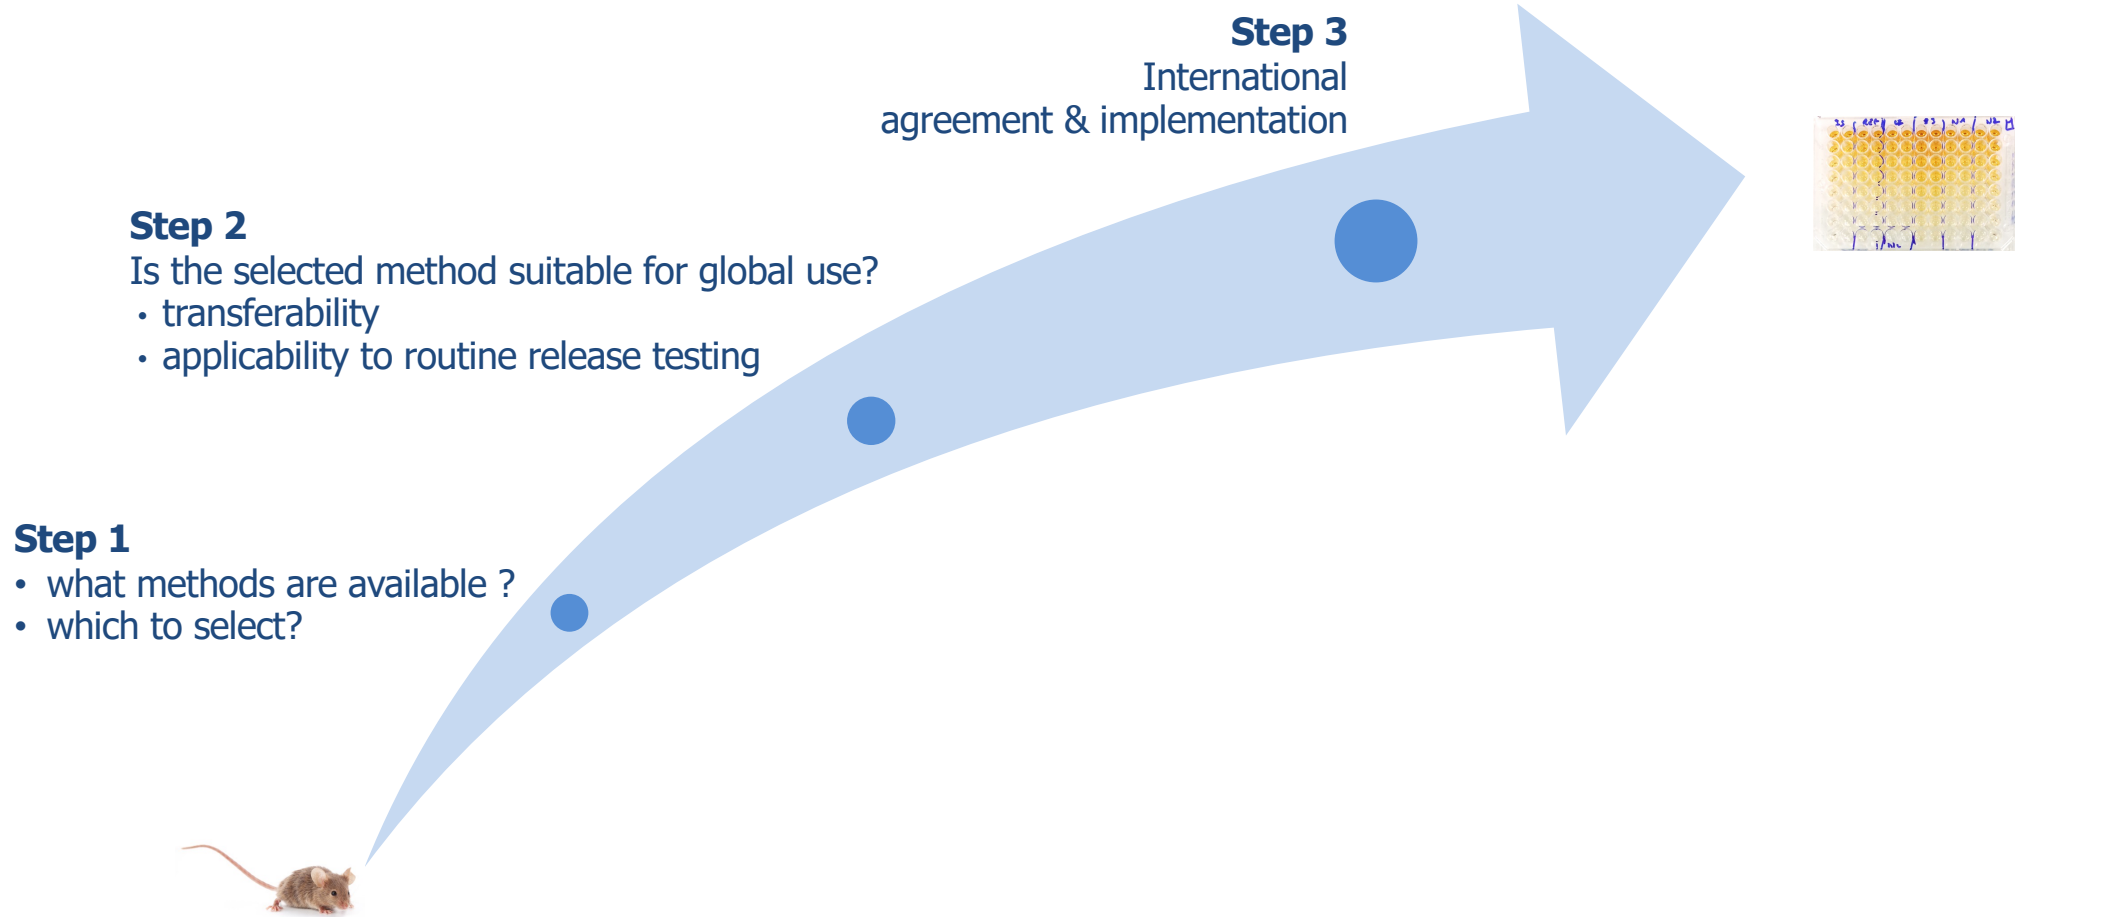 Step 3
International
agreement & implementation
Step 2
Is the selected method suitable for global use?
• transferability
• applicability to routine release testing
Step 1
• what methods are available ?
• which to select?